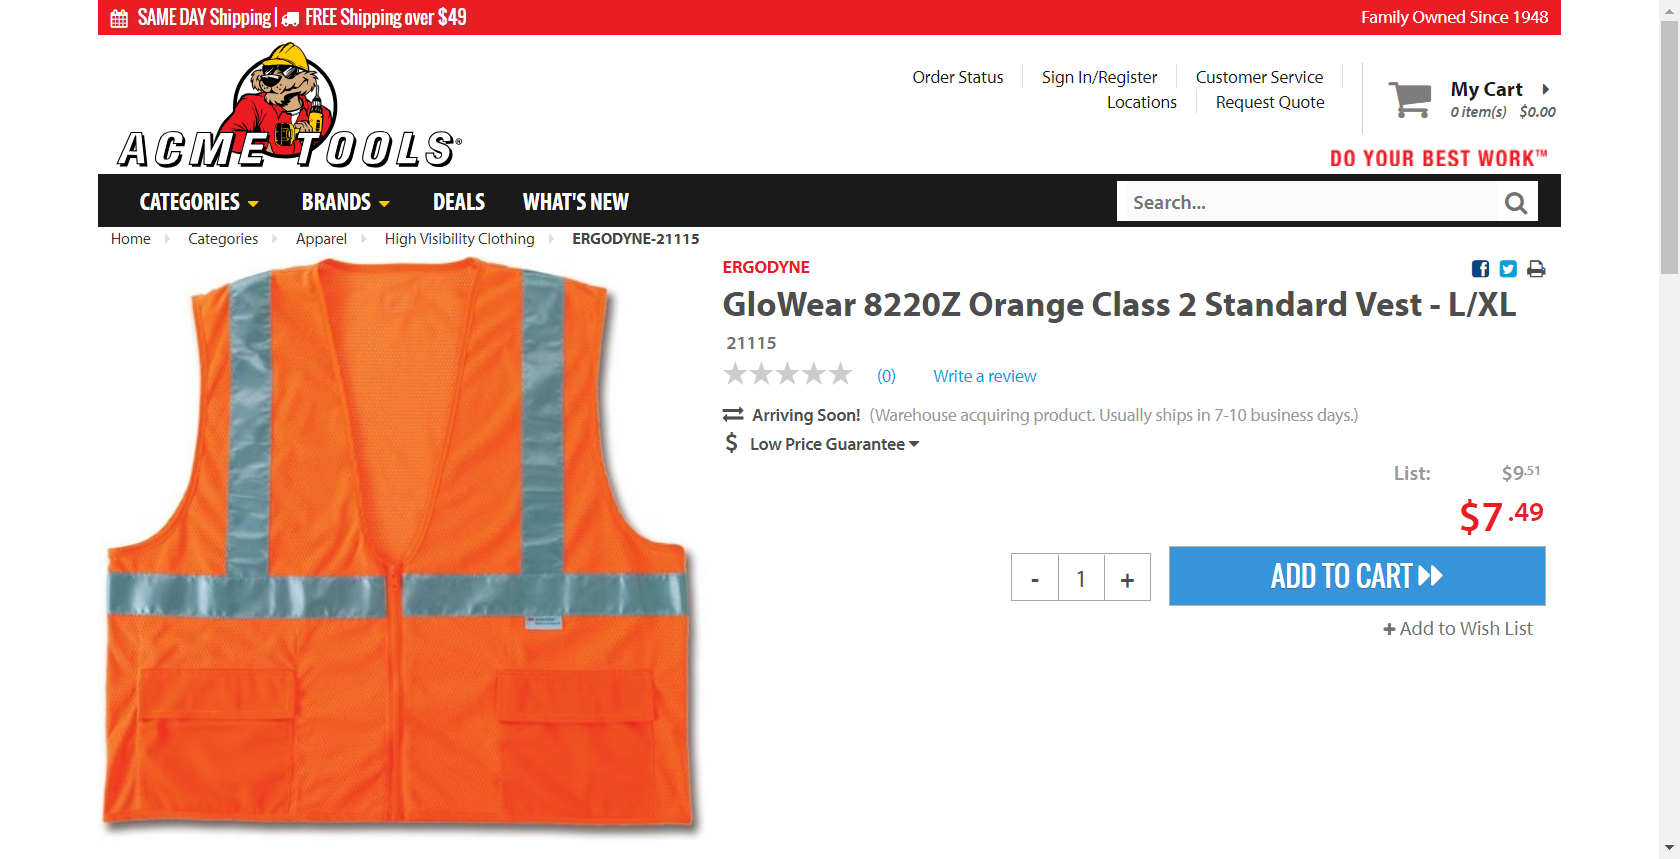 SAME DAY Shipping | FREE Shipping over $49
Family Owned Since 1948
ACME TOOLS®
Order Status
Sign In/Register
Customer Service
Locations
Request Quote
My Cart
0 item(s) $0.00
DO YOUR BEST WORK™
CATEGORIES
BRANDS
DEALS
WHAT'S NEW
Search...
Home
Categories
Apparel
High Visibility Clothing
ERGODYNE-21115
ERGODYNE
GloWear 8220Z Orange Class 2 Standard Vest - L/XL
21115
(0)
Write a review
Arriving Soon! (Warehouse acquiring product. Usually ships in 7-10 business days.)
$ Low Price Guarantee
List: $9.51
$7.49
- 1 +
ADD TO CART
+ Add to Wish List